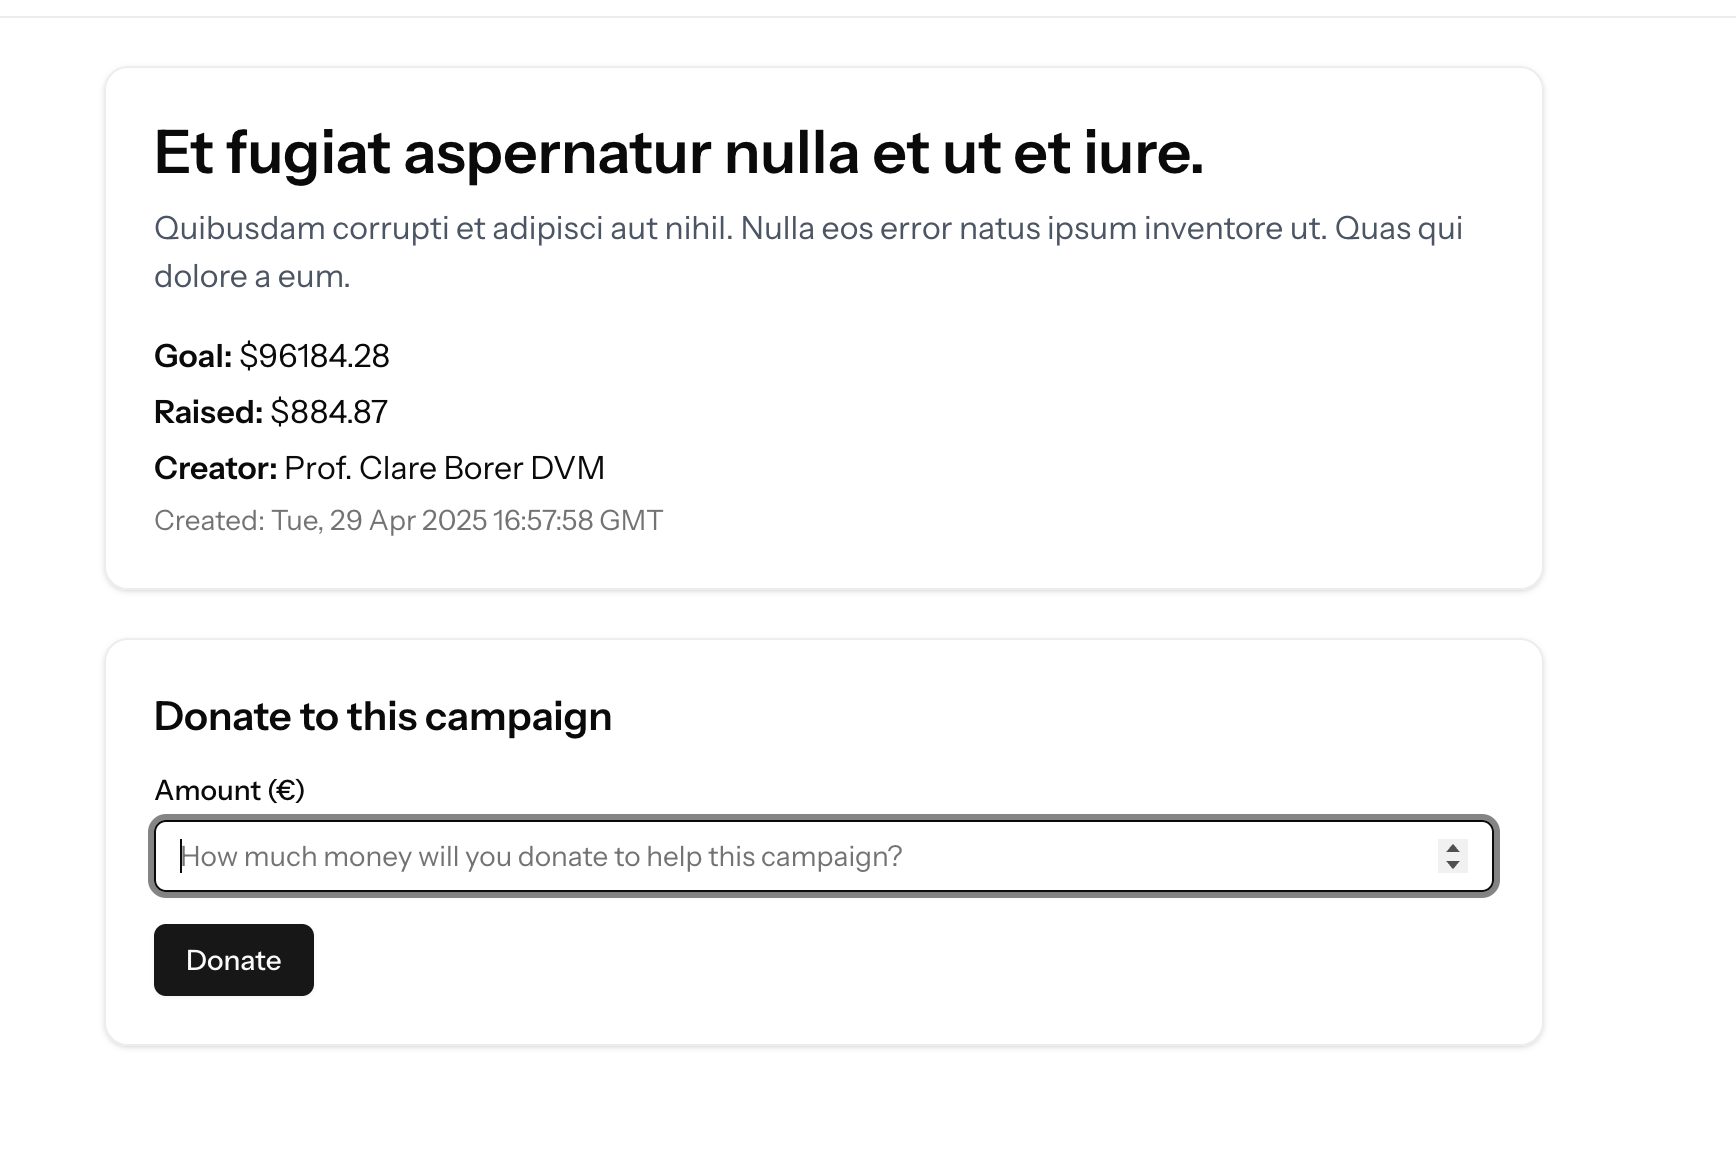 Et fugiat aspernatur nulla et ut et iure.
Quibusdam corrupti et adipisci aut nihil. Nulla eos error natus ipsum inventore ut. Quas qui
dolore a eum.
Goal: $96184.28
Raised: $884.87
Creator: Prof. Clare Borer DVM
Created: Tue, 29 Apr 2025 16:57:58 GMT
Donate to this campaign
Amount (€)
How much money will you donate to help this campaign?
Donate